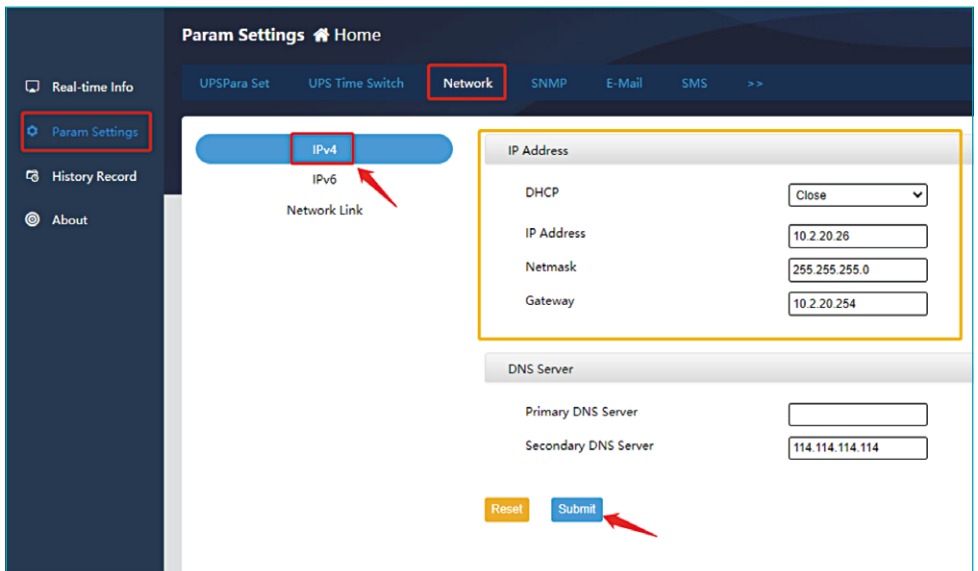 Param Settings Home
Real-time Info
Param Settings
History Record
About
UPSPara Set UPS Time Switch Network SNMP E-Mail SMS >>
IPv4
IPv6
Network Link
IP Address
DHCP Close
IP Address 10.2.20.26
Netmask 255.255.255.0
Gateway 10.2.20.254
DNS Server
Primary DNS Server
Secondary DNS Server 114.114.114.114
Reset Submit